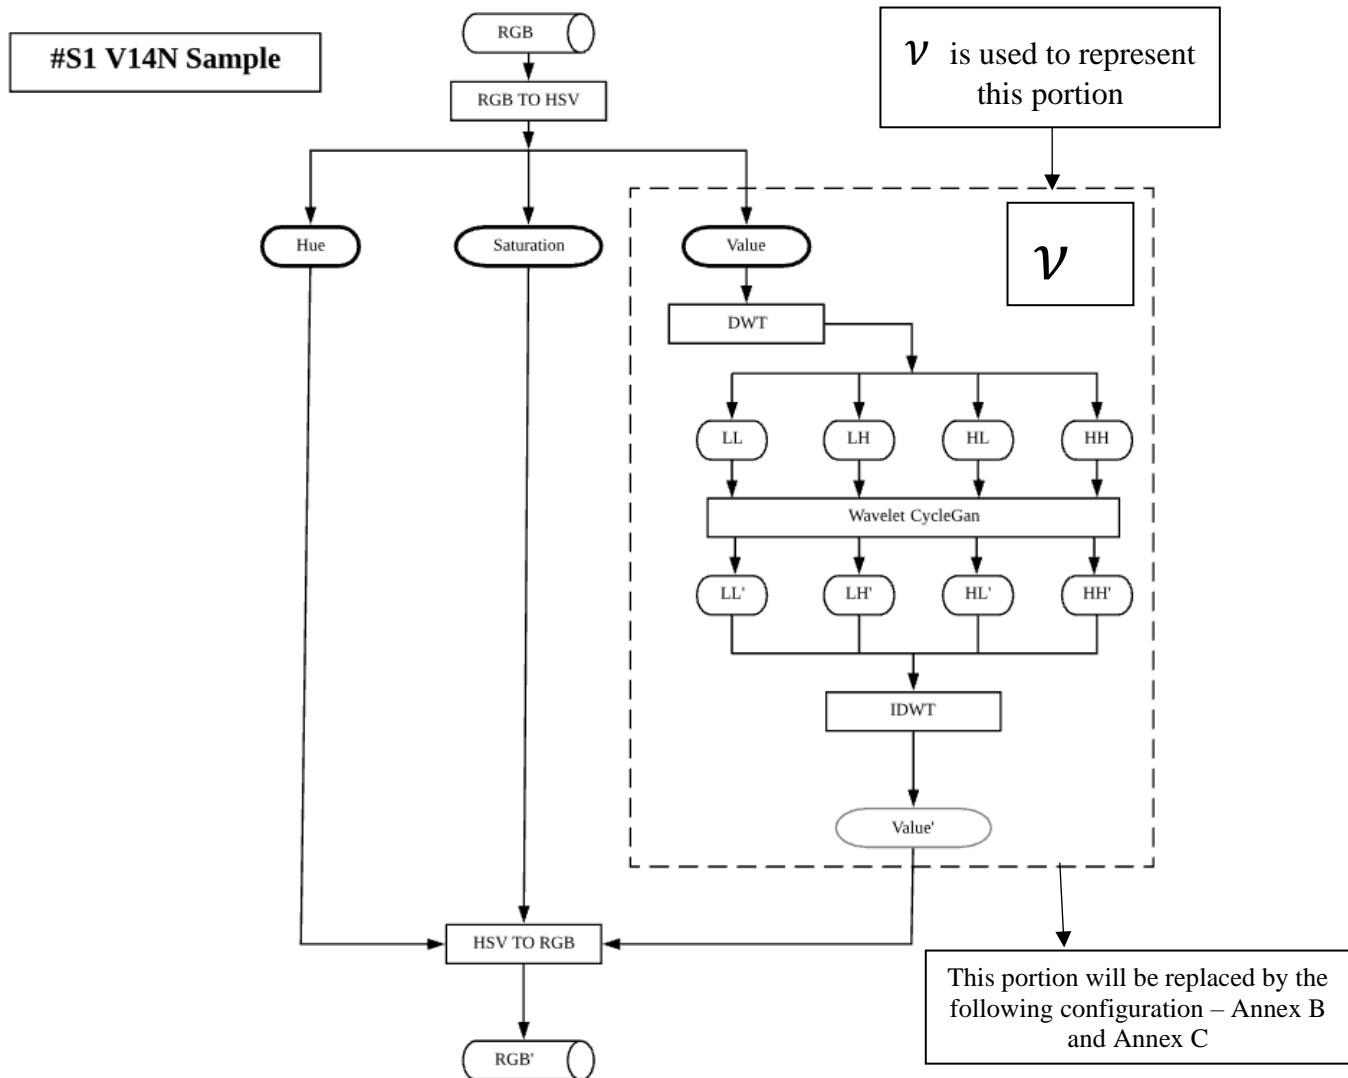 RGB
#S1 V14N Sample
ν is used to represent
this portion
RGB TO HSV
Hue
Saturation
Value
ν
DWT
LL
LH
HL
HH
Wavelet CycleGan
LL'
LH'
HL'
HH'
IDWT
Value'
HSV TO RGB
This portion will be replaced by the
following configuration – Annex B
and Annex C
RGB'